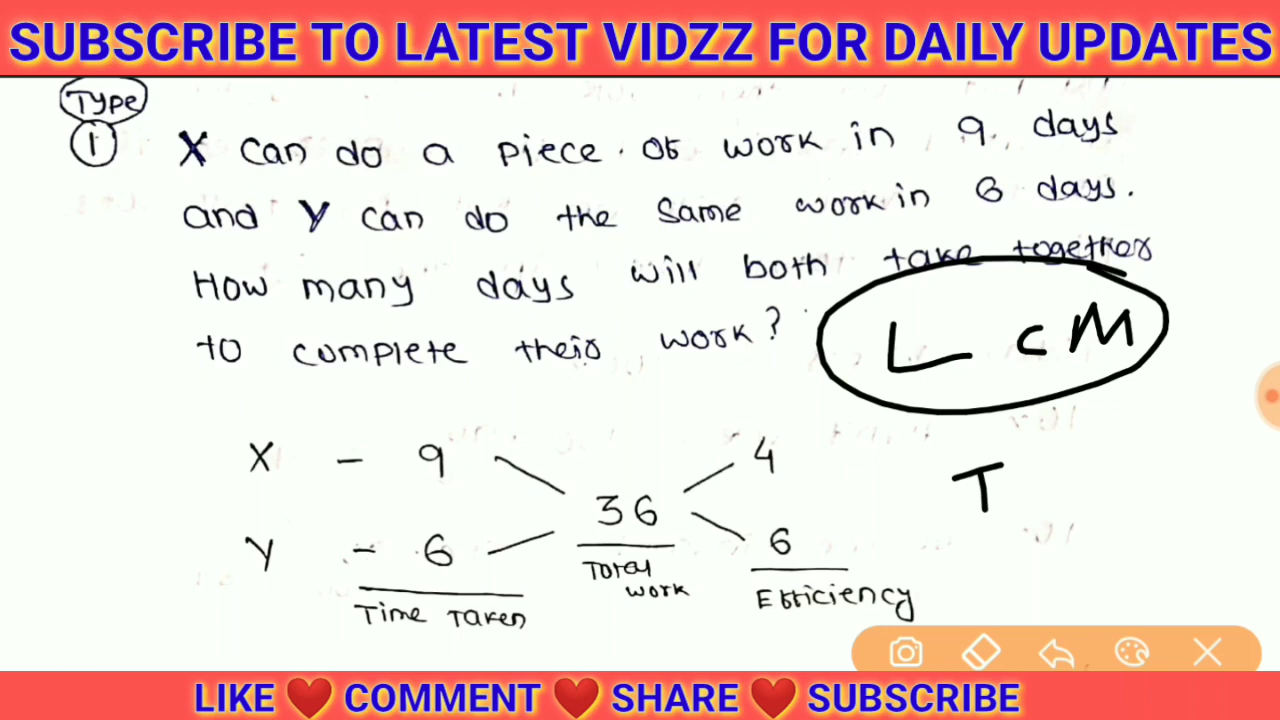 SUBSCRIBE TO LATEST VIDZZ FOR DAILY UPDATES
Type
1
X can do a piece of work in 9 days
and Y can do the same work in 6 days.
How many days will both take together
to complete their work?
LCM
X - 9
4
36
T
Y - 6
6
Total work
Efficiency
Time Taken
LIKE ❤️ COMMENT ❤️ SHARE ❤️ SUBSCRIBE